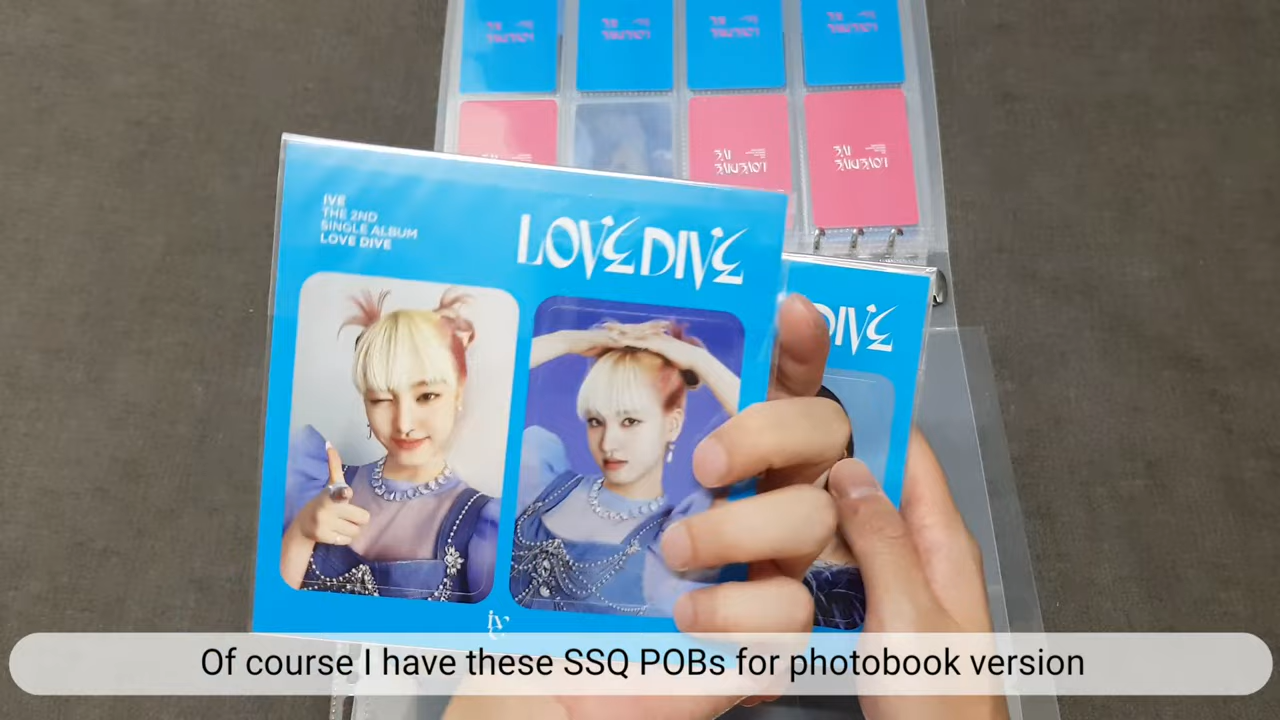 IVE
THE 2ND
SINGLE ALBUM
LOVE DIVE
LOVE DIVE
DIVE
Of course I have these SSQ POBs for photobook version